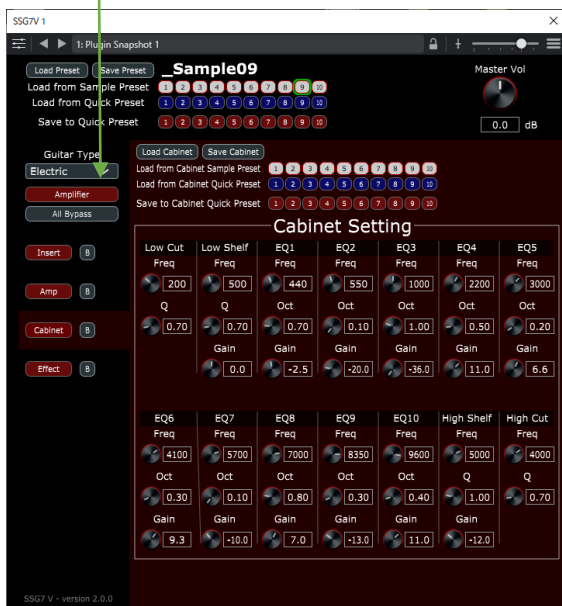 SSG7V 1
1: Plugin Snapshot 1
Load Preset Save Preset _Sample09 Master Vol
Load from Sample Preset 1 2 3 4 5 6 7 8 9 10
Load from Quick Preset 1 2 3 4 5 6 7 8 9 10
Save to Quick Preset 1 2 3 4 5 6 7 8 9 10 0.0 dB
Guitar Type
Electric
Amplifier
All Bypass
Insert B
Amp B
Cabinet B
Effect B
Load Cabinet Save Cabinet
Load from Cabinet Sample Preset 1 2 3 4 5 6 7 8 9 10
Load from Cabinet Quick Preset 1 2 3 4 5 6 7 8 9 10
Save to Cabinet Quick Preset 1 2 3 4 5 6 7 8 9 10
Cabinet Setting
Low Cut Low Shelf EQ1 EQ2 EQ3 EQ4 EQ5
Freq Freq Freq Freq Freq Freq Freq
200 500 440 550 1000 2200 3000
Q Q Oct Oct Oct Oct Oct
0.70 0.70 0.70 0.10 1.00 0.50 0.20
Gain Gain Gain Gain Gain Gain
0.0 -2.5 -20.0 -36.0 11.0 6.6
EQ6 EQ7 EQ8 EQ9 EQ10 High Shelf High Cut
Freq Freq Freq Freq Freq Freq Freq
4100 5700 7000 8350 9600 5000 4000
Oct Oct Oct Oct Oct Q Q
0.30 0.10 0.80 0.30 0.40 1.00 0.70
Gain Gain Gain Gain Gain Gain
9.3 -10.0 7.0 -13.0 11.0 -12.0
SSG7 V - version 2.0.0